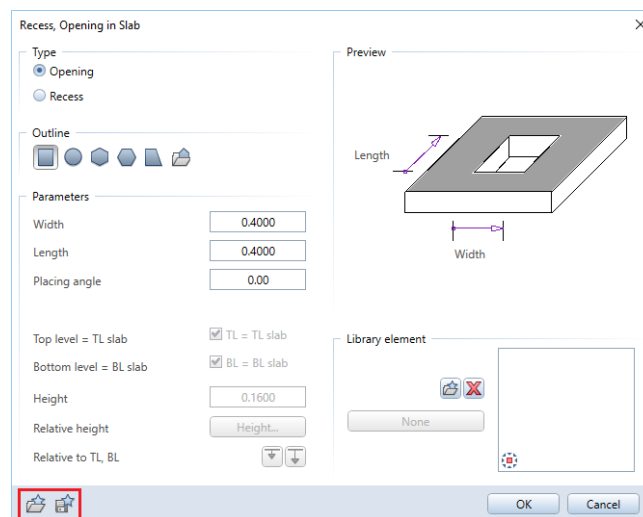 Recess, Opening in Slab
Type
Opening
Recess
Outline
Parameters
Width 0.4000
Length 0.4000
Placing angle 0.00
Top level = TL slab TL = TL slab
Bottom level = BL slab BL = BL slab
Height 0.1600
Relative height Height...
Relative to TL, BL
Preview
Length
Width
Library element
None
OK Cancel